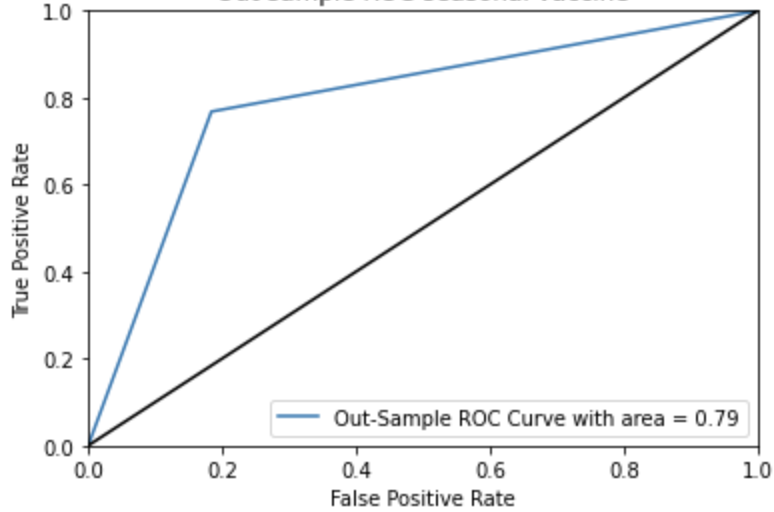 1.0
0.8
0.6
0.4
0.2
0.0
True Positive Rate
Out-Sample ROC Curve with area = 0.79
0.0 0.2 0.4 0.6 0.8 1.0
False Positive Rate